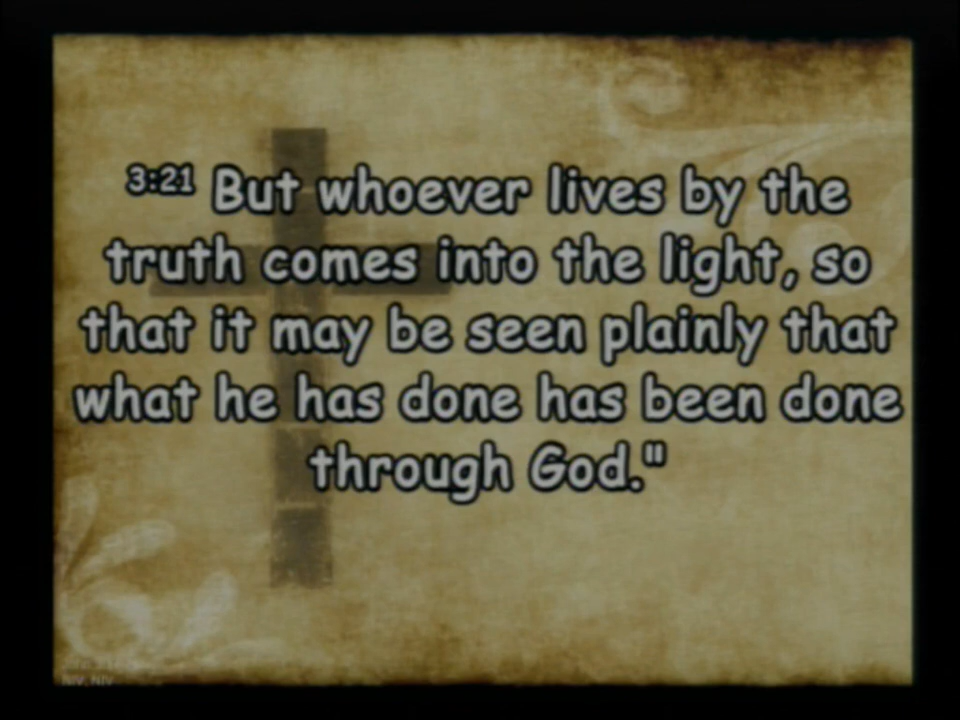 3:21 But whoever lives by the
truth comes into the light, so
that it may be seen plainly that
what he has done has been done
through God."
NIV, NIV